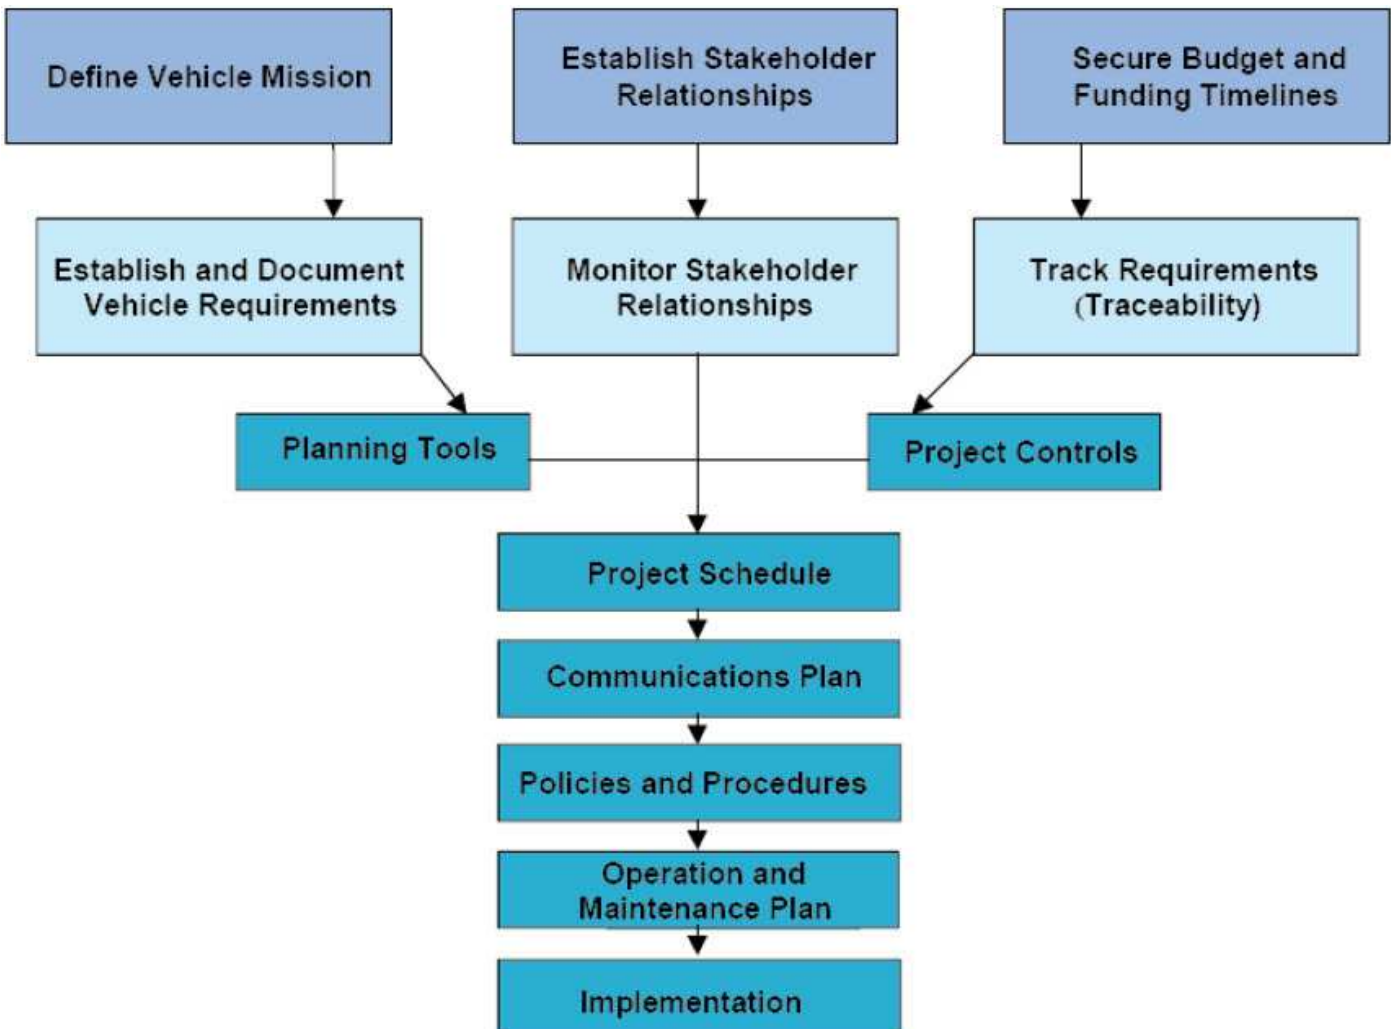 Define Vehicle Mission
Establish Stakeholder
Relationships
Secure Budget and
Funding Timelines
Establish and Document
Vehicle Requirements
Monitor Stakeholder
Relationships
Track Requirements
(Traceability)
Planning Tools
Project Controls
Project Schedule
Communications Plan
Policies and Procedures
Operation and
Maintenance Plan
Implementation